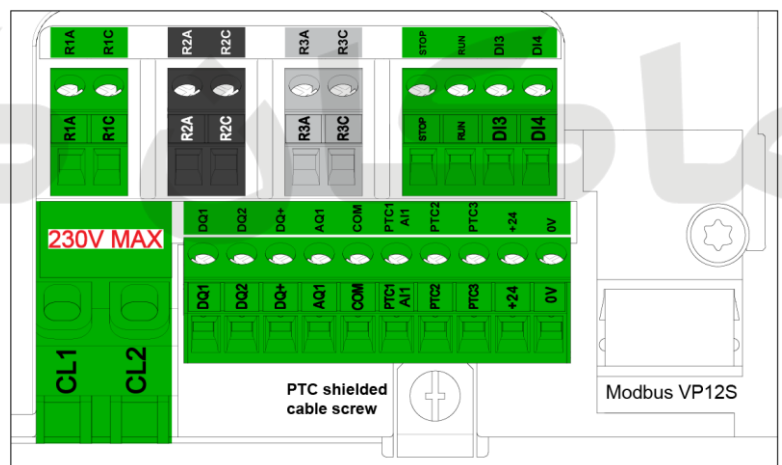 R1A R1C R2A R2C R3A R3C STOP RUN DI3 DI4
R1A R1C R2A R2C R3A R3C STOP RUN DI3 DI4
230V MAX
DQ1 DQ2 DQ+ AQ1 COM PTC1 AI1 PTC2 PTC3 +24 0V
DQ1 DQ2 DQ+ AQ1 COM PTC1 AI1 PTC2 PTC3 +24 0V
CL1 CL2
PTC shielded
cable screw
Modbus VP12S